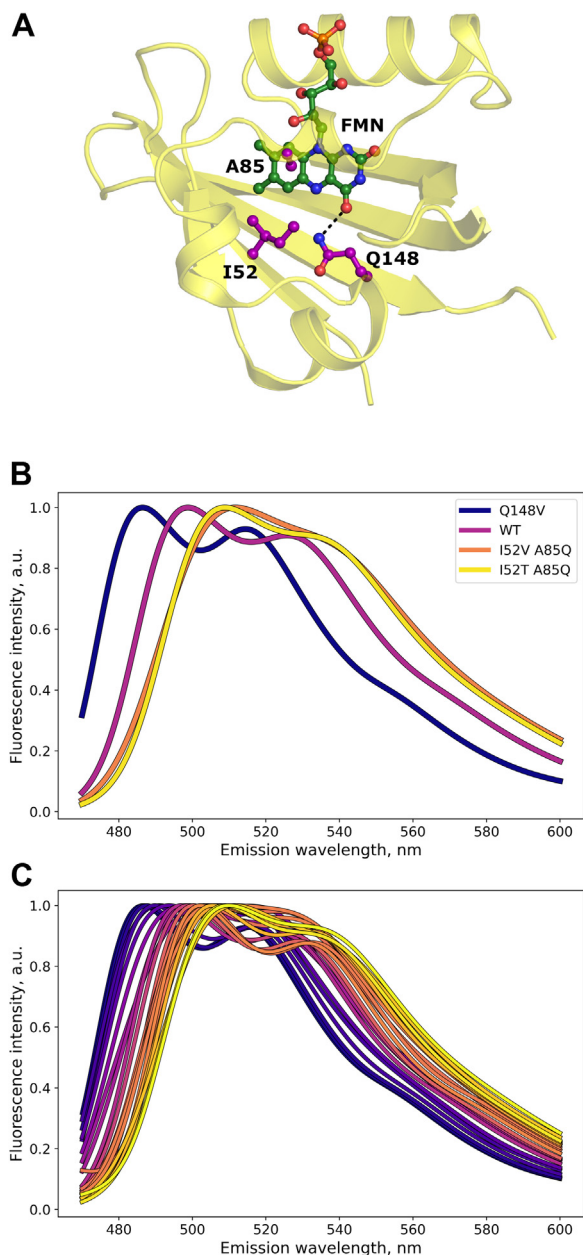 A
FMN
A85
I52
Q148
B
1.0
0.8
0.6
0.4
0.2
0.0
Fluorescence intensity, a.u.
Q148V
WT
I52V A85Q
I52T A85Q
480 500 520 540 560 580 600
Emission wavelength, nm
C
1.0
0.8
0.6
0.4
0.2
0.0
Fluorescence intensity, a.u.
480 500 520 540 560 580 600
Emission wavelength, nm